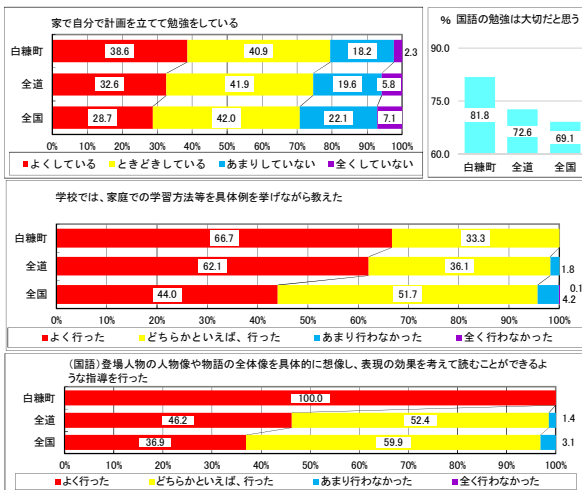 家で自分で計画を立てて勉強をしている
白糠町 38.6 40.9 18.2 2.3
全道 32.6 41.9 19.6 5.8
全国 28.7 42.0 22.1 7.1
0% 10% 20% 30% 40% 50% 60% 70% 80% 90% 100%
■よくしている ■ときどきしている ■あまりしていない ■全くしていない
% 国語の勉強は大切だと思う
90.0
75.0
60.0
81.8 72.6 69.1
白糠町 全道 全国
学校では、家庭での学習方法等を具体例を挙げながら教えた
白糠町 66.7 33.3
全道 62.1 36.1 1.8
全国 44.0 51.7 0.1 4.2
0% 10% 20% 30% 40% 50% 60% 70% 80% 90% 100%
■よく行った ■どちらかといえば、行った ■あまり行わなかった ■全く行わなかった
(国語)登場人物の人物像や物語の全体像を具体的に想像し、表現の効果を考えて読むことができるよ
うな指導を行った
白糠町 100.0
全道 46.2 52.4 1.4
全国 36.9 59.9 3.1
0% 10% 20% 30% 40% 50% 60% 70% 80% 90% 100%
■よく行った ■どちらかといえば、行った ■あまり行わなかった ■全く行わなかった